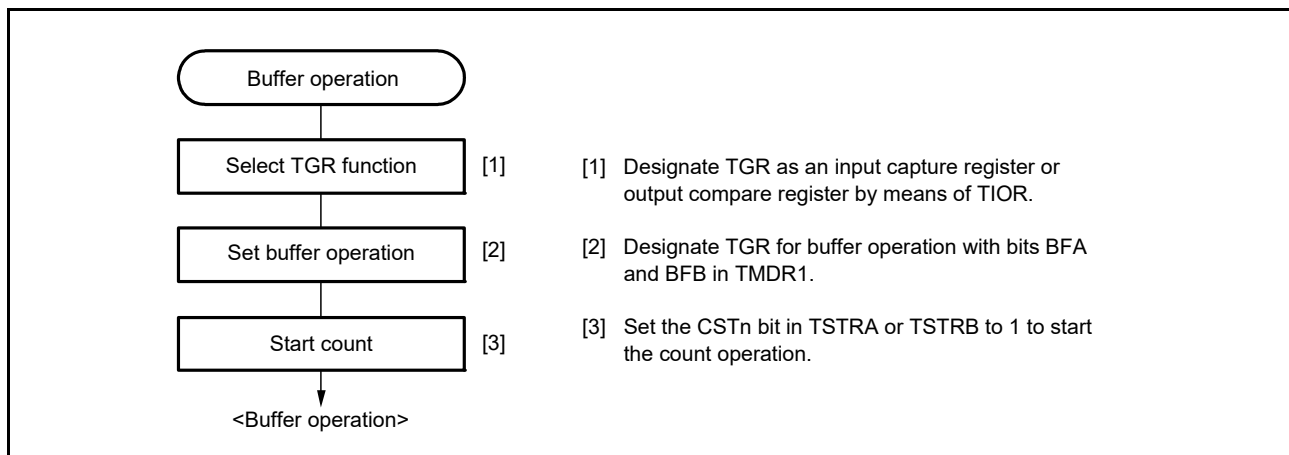 Buffer operation
Select TGR function [1]
[1] Designate TGR as an input capture register or
output compare register by means of TIOR.
Set buffer operation [2]
[2] Designate TGR for buffer operation with bits BFA
and BFB in TMDR1.
Start count [3]
[3] Set the CSTn bit in TSTRA or TSTRB to 1 to start
the count operation.
<Buffer operation>